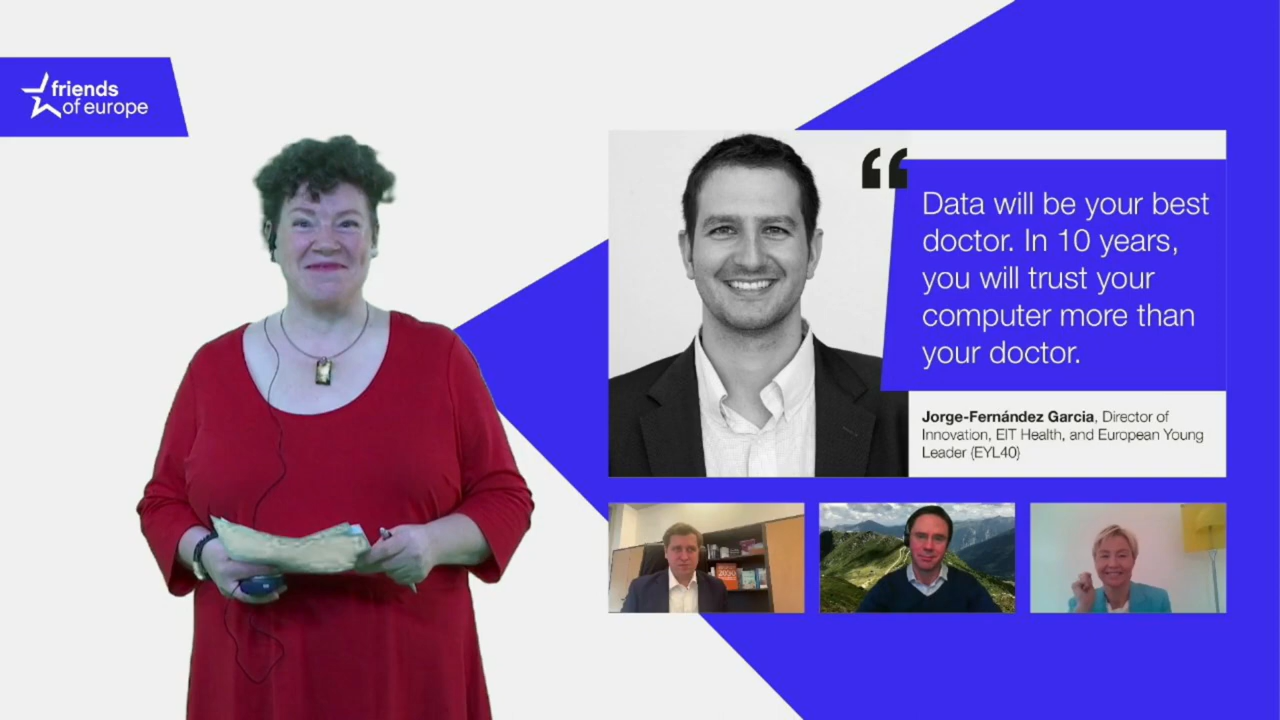 friends
of europe
“
Data will be your best
doctor. In 10 years,
you will trust your
computer more than
your doctor.
Jorge-Fernández Garcia, Director of
Innovation, EIT Health, and European Young
Leader (EYL40)
2030